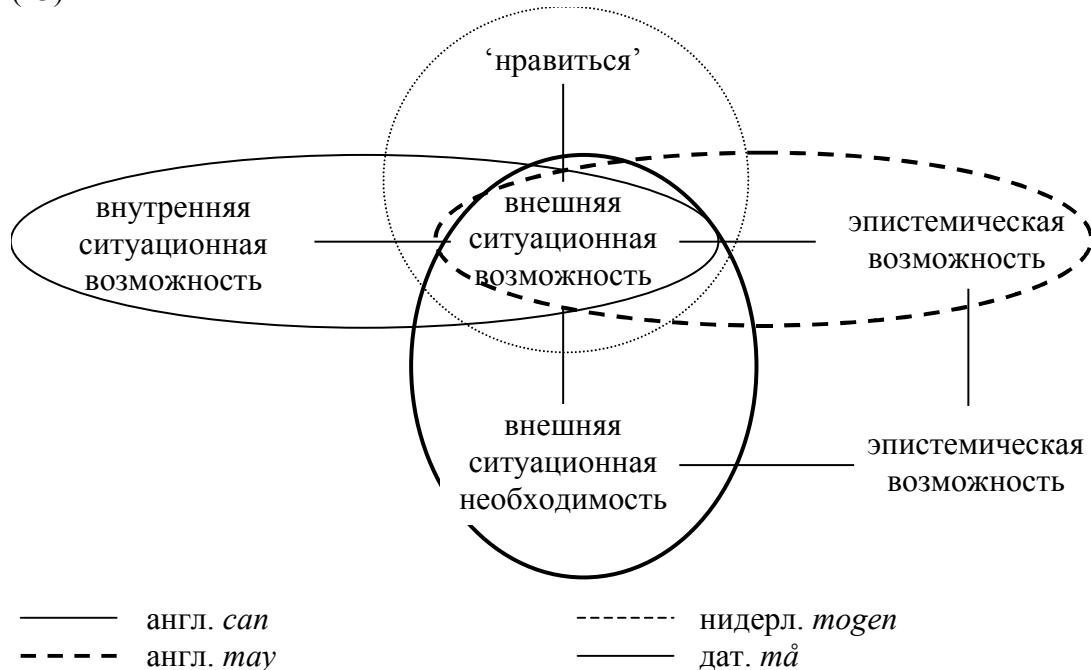 ‘нравиться’
внутренняя
ситуационная
возможность
внешняя
ситуационная
возможность
эпистемическая
возможность
внешняя
ситуационная
необходимость
эпистемическая
возможность
англ. can
нидерл. mogen
англ. may
дат. må